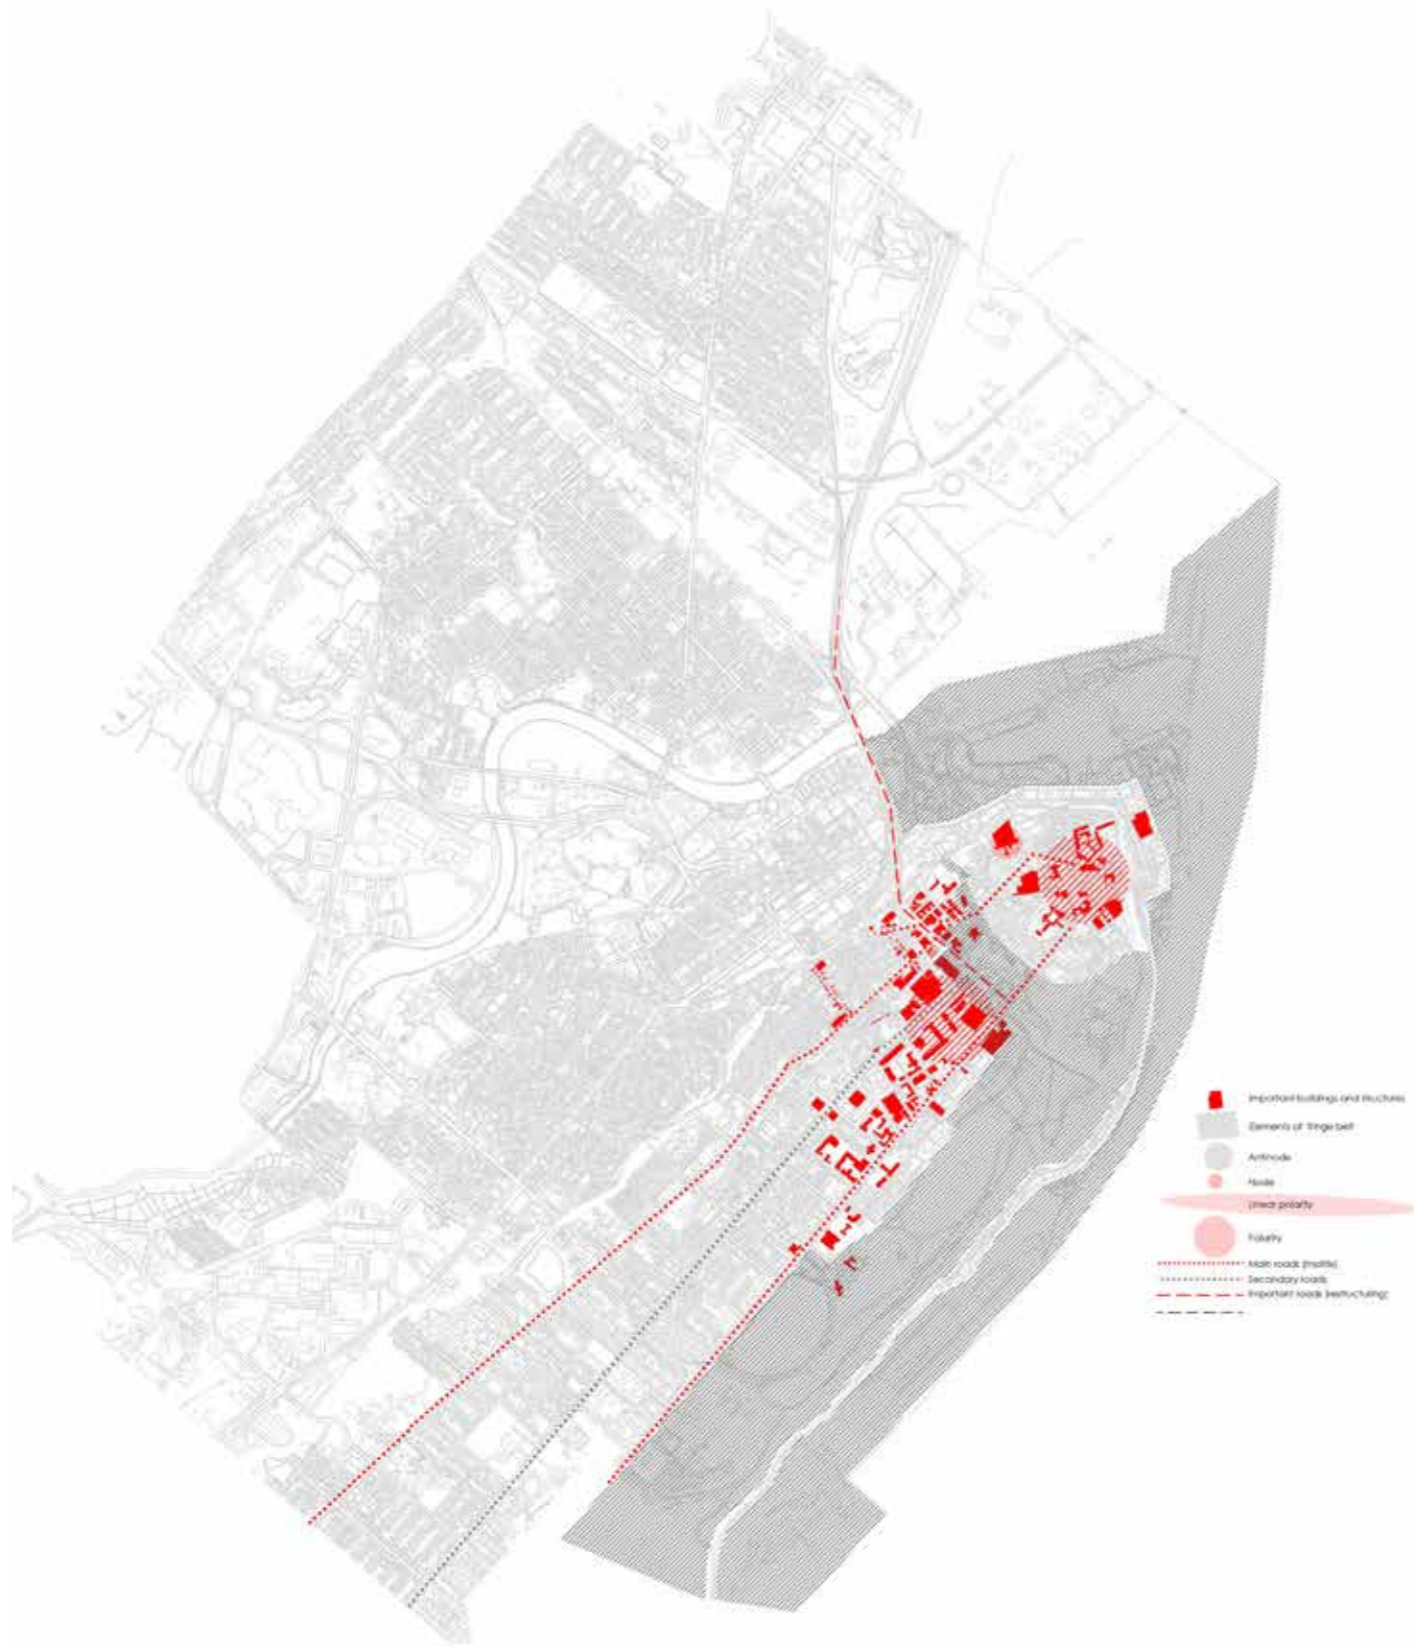 Important buildings and structures
Elements of fringe belt
Antinode
Node
Linear polarity
Polarity
Main roads (matrix)
Secondary roads
Important roads (restructuring)